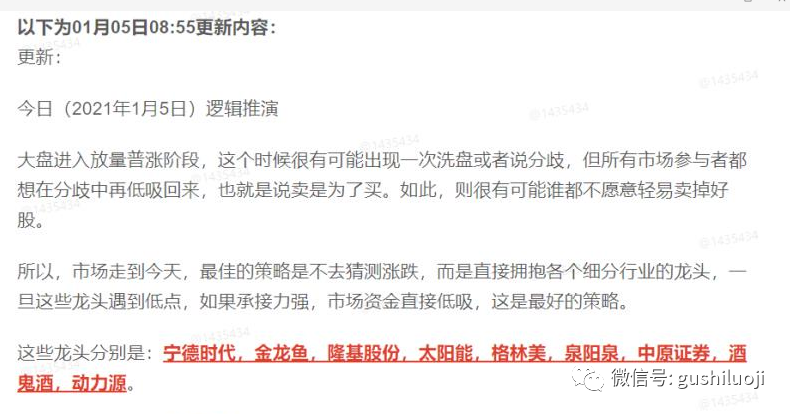 以下为01月05日08:55更新内容：
更新：
今日（2021年1月5日）逻辑推演
大盘进入放量普涨阶段，这个时候很有可能出现一次洗盘或者说分歧，但所有市场参与者都
想在分歧中再低吸回来，也就是说卖是为了买。如此，则很有可能谁都不愿意轻易卖掉好
股。
所以，市场走到今天，最佳的策略是不去猜测涨跌，而是直接拥抱各个细分行业的龙头，一
旦这些龙头遇到低点，如果承接力强，市场资金直接低吸，这是最好的策略。
这些龙头分别是：宁德时代，金龙鱼，隆基股份，太阳能，格林美，泉阳泉，中原证券，酒
鬼酒，动力源。
微信号: gushiluoji
@1435434
@1435434
@1435434
@1435434
@1435434
@1435434
@1435434